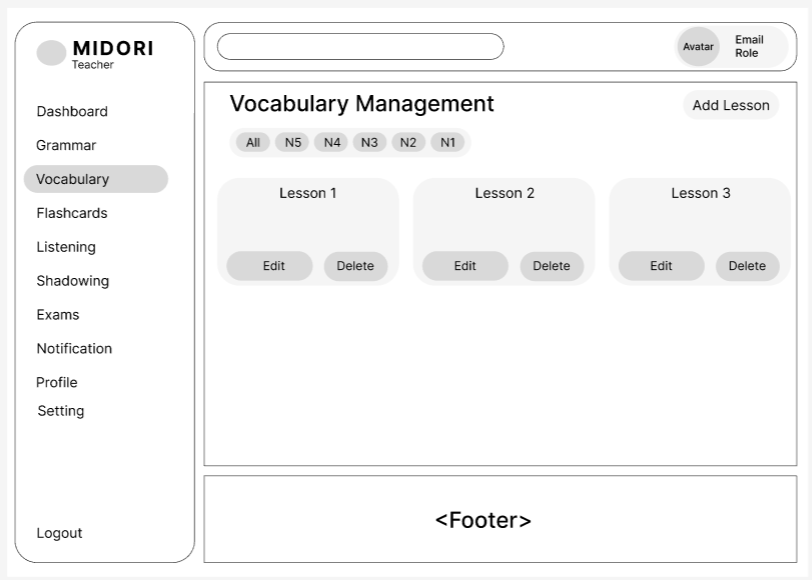 MIDORI
Teacher
Dashboard
Grammar
Vocabulary
Flashcards
Listening
Shadowing
Exams
Notification
Profile
Setting
Logout
Avatar
Email
Role
Vocabulary Management
Add Lesson
All N5 N4 N3 N2 N1
Lesson 1
Edit Delete
Lesson 2
Edit Delete
Lesson 3
Edit Delete
<Footer>